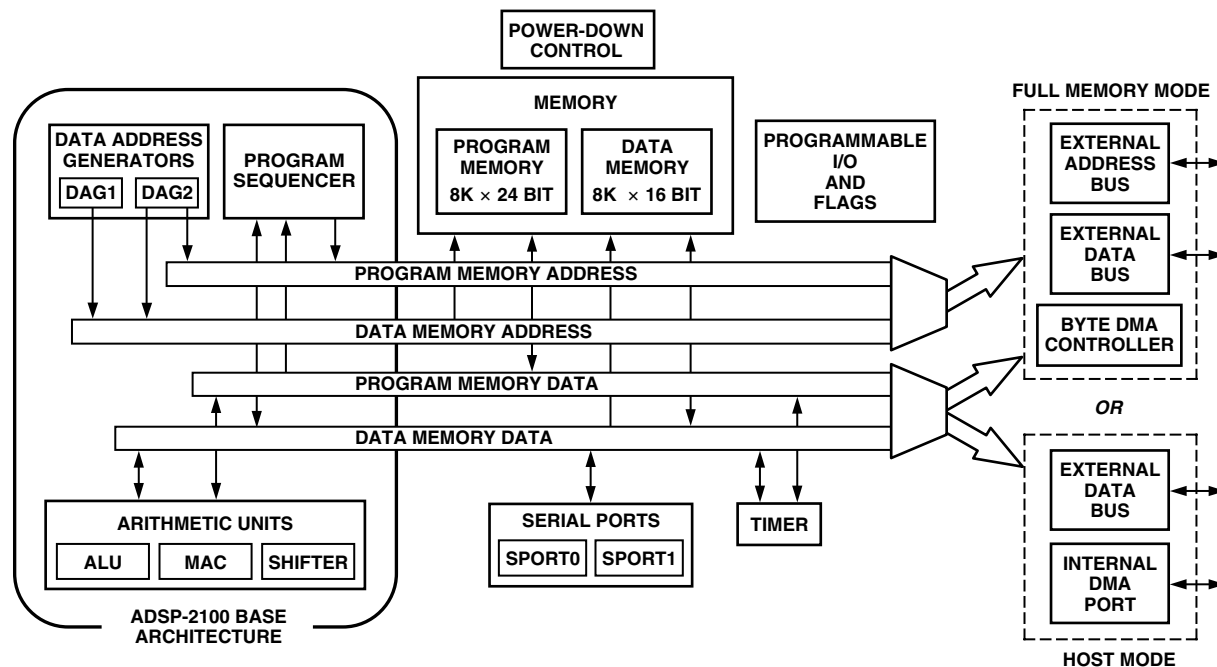 POWER-DOWN
CONTROL
MEMORY
PROGRAM
MEMORY
8K × 24 BIT
DATA
MEMORY
8K × 16 BIT
DATA ADDRESS
GENERATORS
DAG1
DAG2
PROGRAM
SEQUENCER
PROGRAMMABLE
I/O
AND
FLAGS
FULL MEMORY MODE
EXTERNAL
ADDRESS
BUS
EXTERNAL
DATA
BUS
BYTE DMA
CONTROLLER
PROGRAM MEMORY ADDRESS
DATA MEMORY ADDRESS
PROGRAM MEMORY DATA
DATA MEMORY DATA
OR
ARITHMETIC UNITS
ALU
MAC
SHIFTER
SERIAL PORTS
SPORT0
SPORT1
TIMER
EXTERNAL
DATA
BUS
INTERNAL
DMA
PORT
HOST MODE
ADSP-2100 BASE
ARCHITECTURE